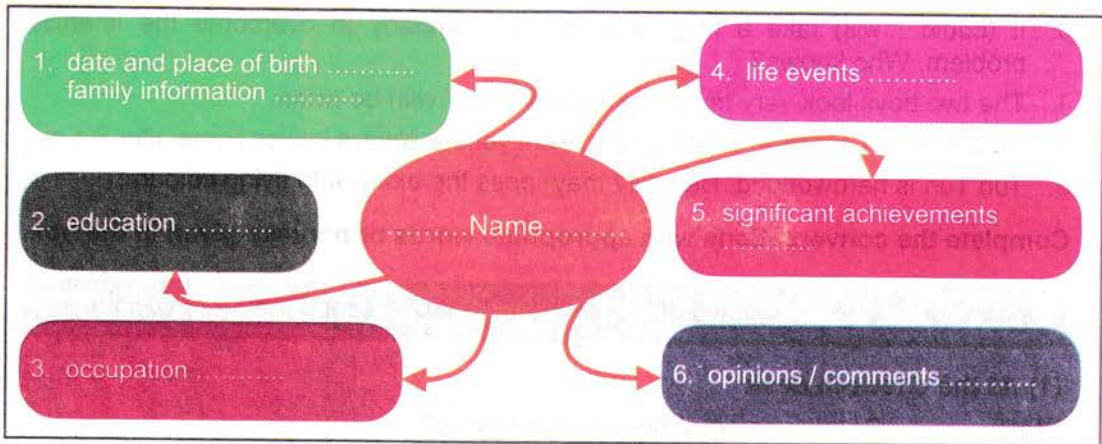 1. date and place of birth ...........
family information ............
2. education ...........
3. occupation ............
.........Name.........
4. life events ...........
5. significant achievements
............
6. opinions / comments ...........